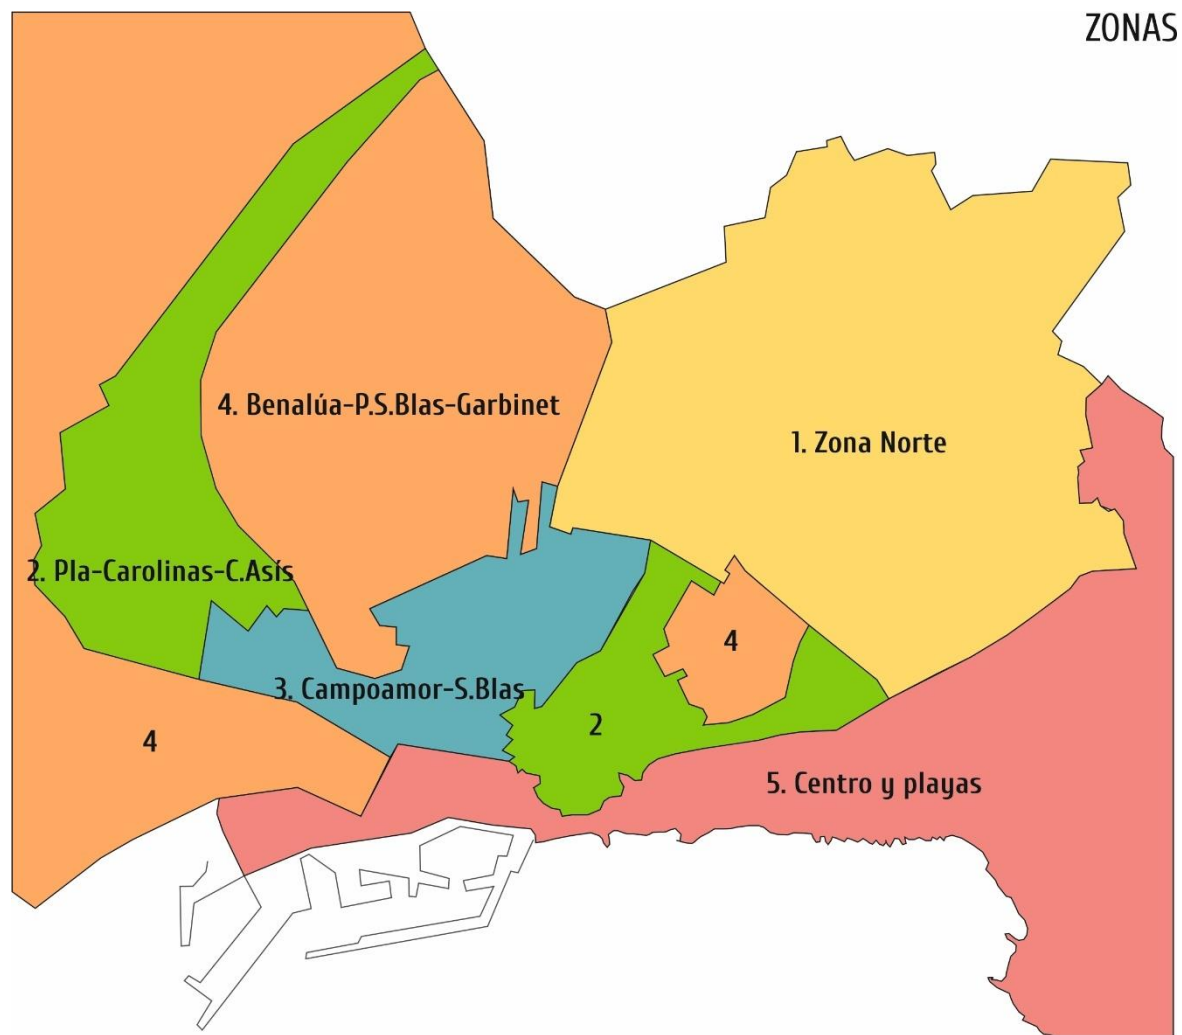 ZONAS
4. Benalúa-P.S.Blas-Garbinet
1. Zona Norte
2. Pla-Carolinas-C.Asís
4
3. Campoamor-S.Blas
2
4
5. Centro y playas